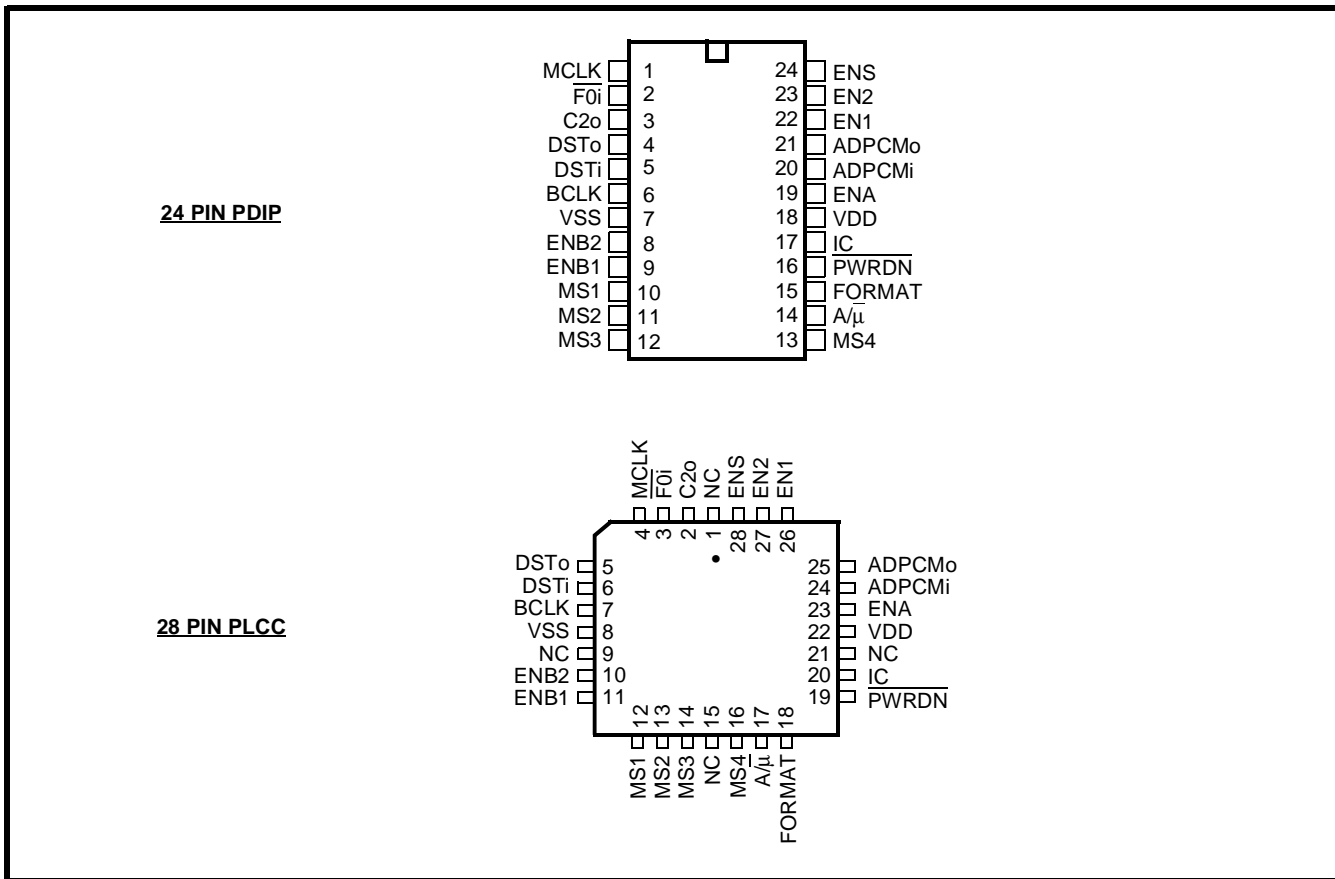 MCLK 1 24 ENS
F0i 2 23 EN2
C2o 3 22 EN1
DSTo 4 21 ADPCMo
DSTi 5 20 ADPCMi
BCLK 6 19 ENA
VSS 7 18 VDD
ENB2 8 17 IC
ENB1 9 16 PWRDN
MS1 10 15 FORMAT
MS2 11 14 A/μ
MS3 12 13 MS4
24 PIN PDIP
MCLK F0i C2o NC ENS EN2 EN1
4 3 2 1 28 27 26
DSTo 5 25 ADPCMo
DSTi 6 24 ADPCMi
BCLK 7 23 ENA
VSS 8 22 VDD
NC 9 21 NC
ENB2 10 20 IC
ENB1 11 19 PWRDN
28 PIN PLCC
12 13 14 15 16 17 18
MS1 MS2 MS3 NC MS4 A/μ FORMAT